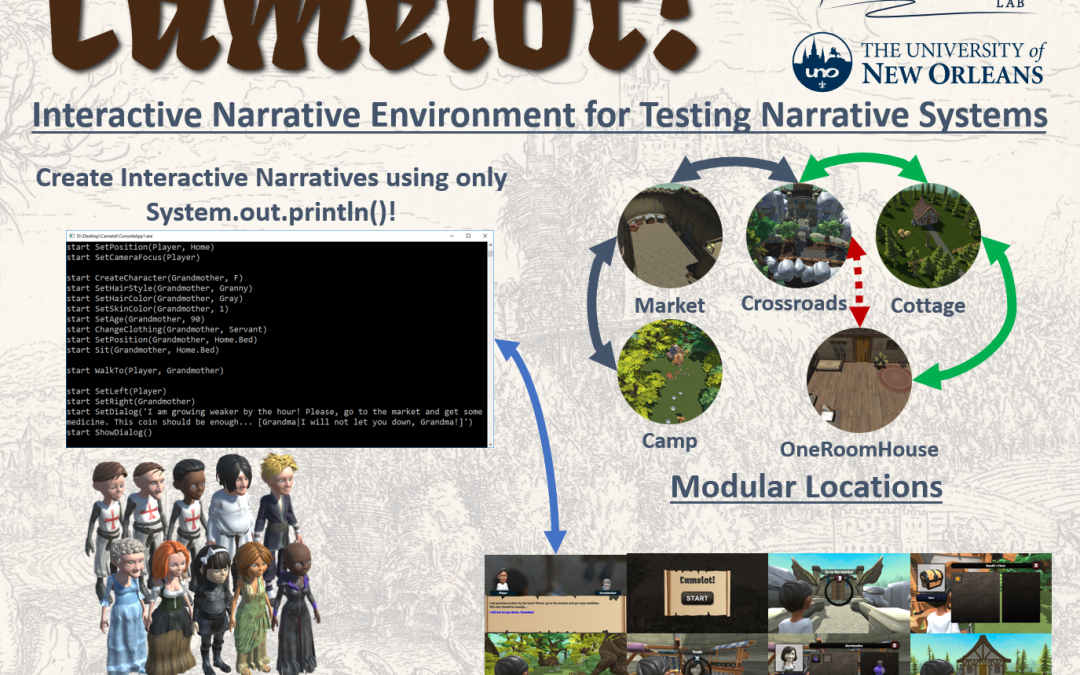 Camelot!
LAB
uno
THE UNIVERSITY of
NEW ORLEANS
Interactive Narrative Environment for Testing Narrative Systems
Create Interactive Narratives using only
System.out.println()!
D:\Desktop\Camelot\ConsoleApp1.exe
start SetPosition(Player, Home)
start SetCameraFocus(Player)
start CreateCharacter(Grandmother, F)
start SetHairStyle(Grandmother, Granny)
start SetHairColor(Grandmother, Gray)
start SetSkinColor(Grandmother, 1)
start SetAge(Grandmother, 90)
start ChangeClothing(Grandmother, Servant)
start SetPosition(Grandmother, Home.Bed)
start Sit(Grandmother, Home.Bed)
start WalkTo(Player, Grandmother)
start SetLeft(Player)
start SetRight(Grandmother)
start SetDialog('I am growing weaker by the hour! Please, go to the market and get some
medicine. This coin should be enough... [Grandma|I will not let you down, Grandma!]')
start ShowDialog()
Market
Crossroads
Cottage
Camp
OneRoomHouse
Modular Locations
Camelot!
START